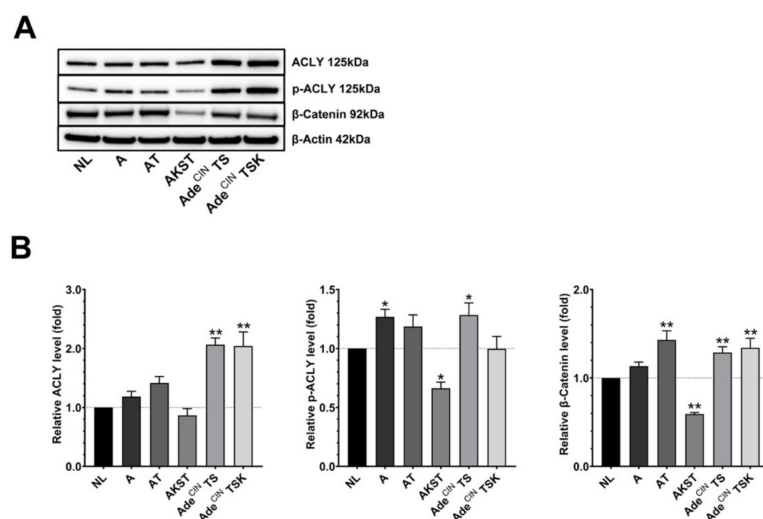 A
ACLY 125kDa
p-ACLY 125kDa
β-Catenin 92kDa
β-Actin 42kDa
NL A AT AKST Ade CIN TS Ade CIN TSK
B
Relative ACLY level (fold)
3.0
2.0
1.0
0.0
** **
NL A AT AKST Ade CIN TS Ade CIN TSK
Relative p-ACLY level (fold)
1.5
1.0
0.5
0.0
* * *
NL A AT AKST Ade CIN TS Ade CIN TSK
Relative β-Catenin level (fold)
2.0
1.0
0.0
** ** ** **
NL A AT AKST Ade CIN TS Ade CIN TSK